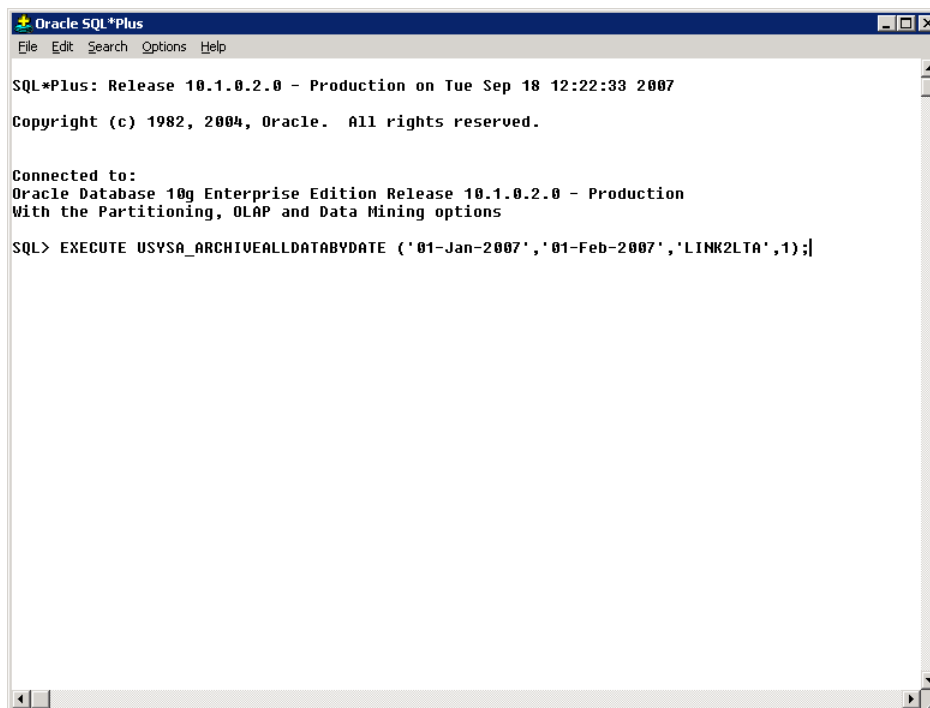 Oracle SQL*Plus
File Edit Search Options Help
SQL*Plus: Release 10.1.0.2.0 - Production on Tue Sep 18 12:22:33 2007
Copyright (c) 1982, 2004, Oracle.  All rights reserved.
Connected to:
Oracle Database 10g Enterprise Edition Release 10.1.0.2.0 - Production
With the Partitioning, OLAP and Data Mining options
SQL> EXECUTE USYSA_ARCHIVEALLDATABYDATE ('01-Jan-2007','01-Feb-2007','LINK2LTA',1);